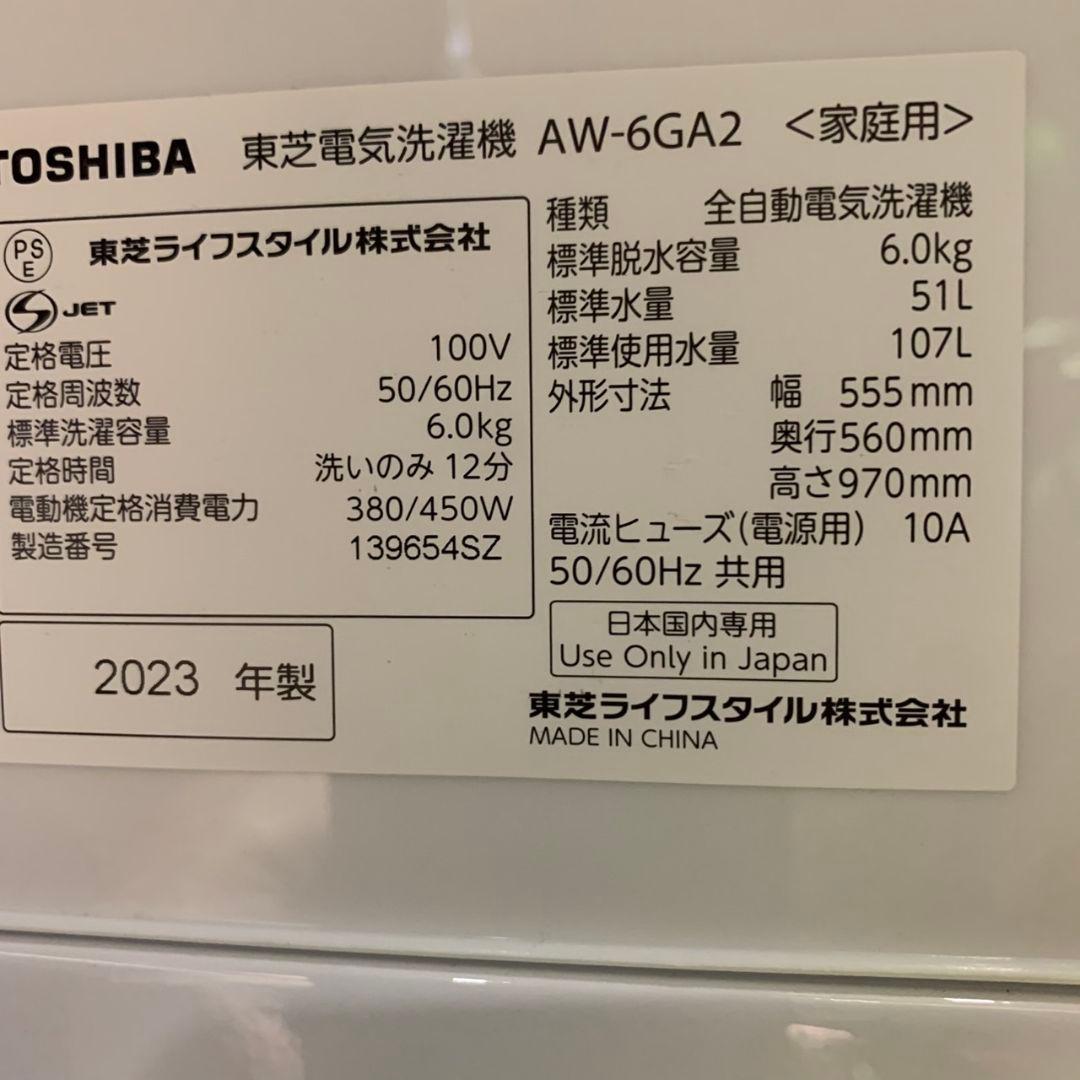 TOSHIBA 東芝電気洗濯機 AW-6GA2 <家庭用>
PSE 東芝ライフスタイル株式会社
S JET
定格電圧 100V
定格周波数 50/60Hz
標準洗濯容量 6.0kg
定格時間 洗いのみ 12分
電動機定格消費電力 380/450W
製造番号 139654SZ
2023 年製
種類 全自動電気洗濯機
標準脱水容量 6.0kg
標準水量 51L
標準使用水量 107L
外形寸法 幅 555mm
奥行560mm
高さ970mm
電流ヒューズ(電源用) 10A
50/60Hz 共用
日本国内専用
Use Only in Japan
東芝ライフスタイル株式会社
MADE IN CHINA